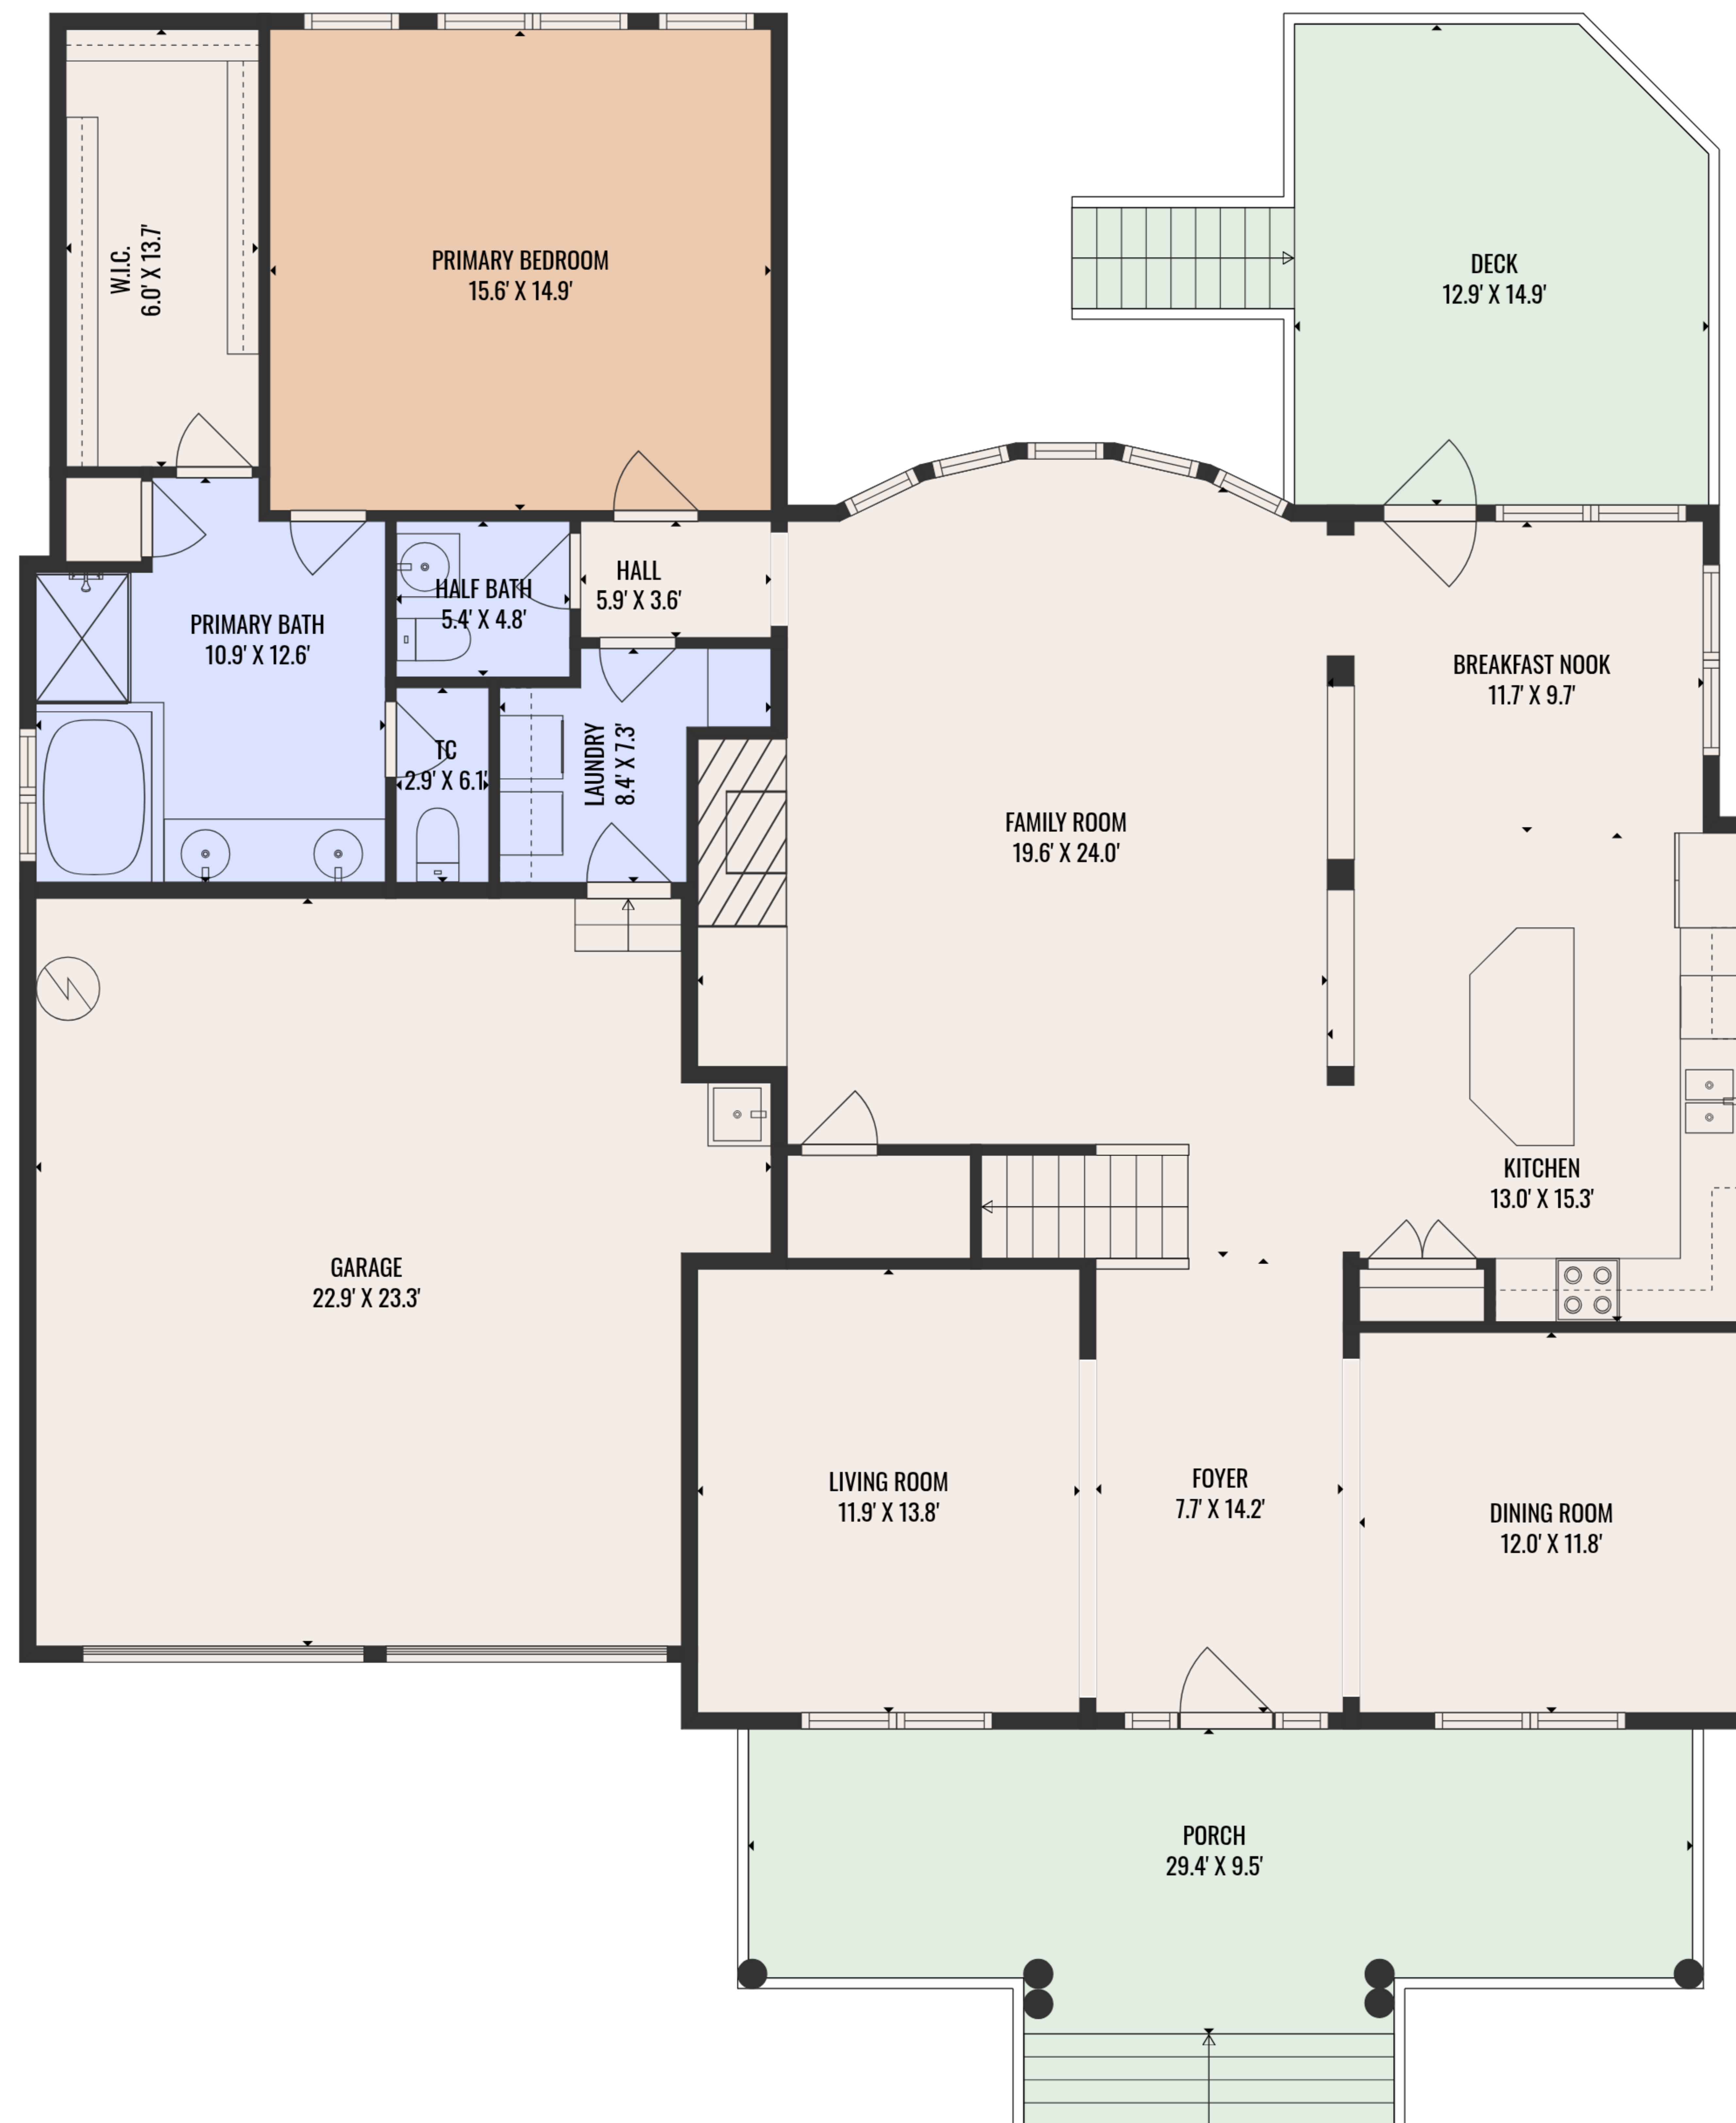 W.I.C.
6.0' X 13.7'
PRIMARY BEDROOM
15.6' X 14.9'
DECK
12.9' X 14.9'
PRIMARY BATH
10.9' X 12.6'
HALF BATH
5.4' X 4.8'
HALL
5.9' X 3.6'
BREAKFAST NOOK
11.7' X 9.7'
TC
2.9' X 6.1'
LAUNDRY
8.4' X 7.3'
FAMILY ROOM
19.6' X 24.0'
KITCHEN
13.0' X 15.3'
GARAGE
22.9' X 23.3'
LIVING ROOM
11.9' X 13.8'
FOYER
7.7' X 14.2'
DINING ROOM
12.0' X 11.8'
PORCH
29.4' X 9.5'